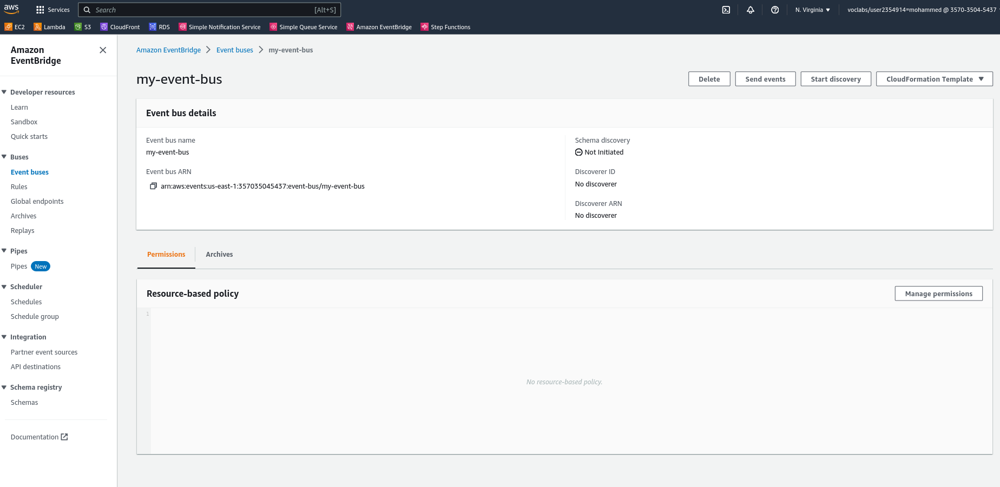 aws
Services
Search [Alt+S]
N. Virginia
voclabs/user2354914=mohammed @ 3570-3504-5437
EC2 Lambda S3 CloudFront RDS Simple Notification Service Simple Queue Service Amazon EventBridge Step Functions
Amazon
EventBridge
Developer resources
Learn
Sandbox
Quick starts
Buses
Event buses
Rules
Global endpoints
Archives
Replays
Pipes
Pipes New
Scheduler
Schedules
Schedule group
Integration
Partner event sources
API destinations
Schema registry
Schemas
Documentation
Amazon EventBridge Event buses my-event-bus
my-event-bus
Delete Send events Start discovery CloudFormation Template
Event bus details
Event bus name
my-event-bus
Event bus ARN
arn:aws:events:us-east-1:357035045437:event-bus/my-event-bus
Schema discovery
Not Initiated
Discoverer ID
No discoverer
Discoverer ARN
No discoverer
Permissions Archives
Resource-based policy
Manage permissions
1
No resource-based policy.